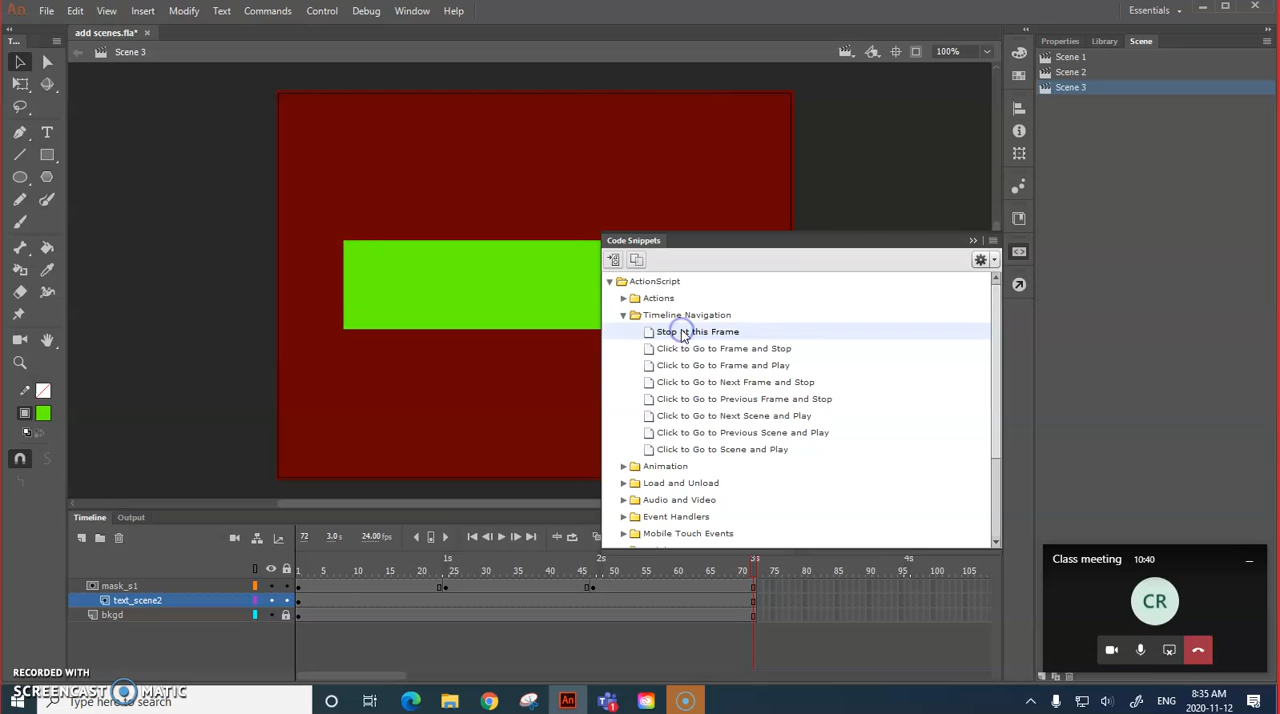 An File Edit View Insert Modify Text Commands Control Debug Window Help Essentials
add scenes.fla* ×
Scene 3 100%
T...
Properties Library Scene
Scene 1
Scene 2
Scene 3
Code Snippets
ActionScript
Actions
Timeline Navigation
Stop at this Frame
Click to Go to Frame and Stop
Click to Go to Frame and Play
Click to Go to Next Frame and Stop
Click to Go to Previous Frame and Stop
Click to Go to Next Scene and Play
Click to Go to Previous Scene and Play
Click to Go to Scene and Play
Animation
Load and Unload
Audio and Video
Event Handlers
Mobile Touch Events
Timeline Output
72 3.0s 24.00fps
1s 2s 3s 4s
1 5 10 15 20 25 30 35 40 45 50 55 60 65 70 75 80 85 90 95 100 105
mask_s1
text_scene2
bkgd
Class meeting 10:40
CR
RECORDED WITH
SCREENCAST MATIC
Type here to search
An
ENG
8:35 AM
2020-11-12